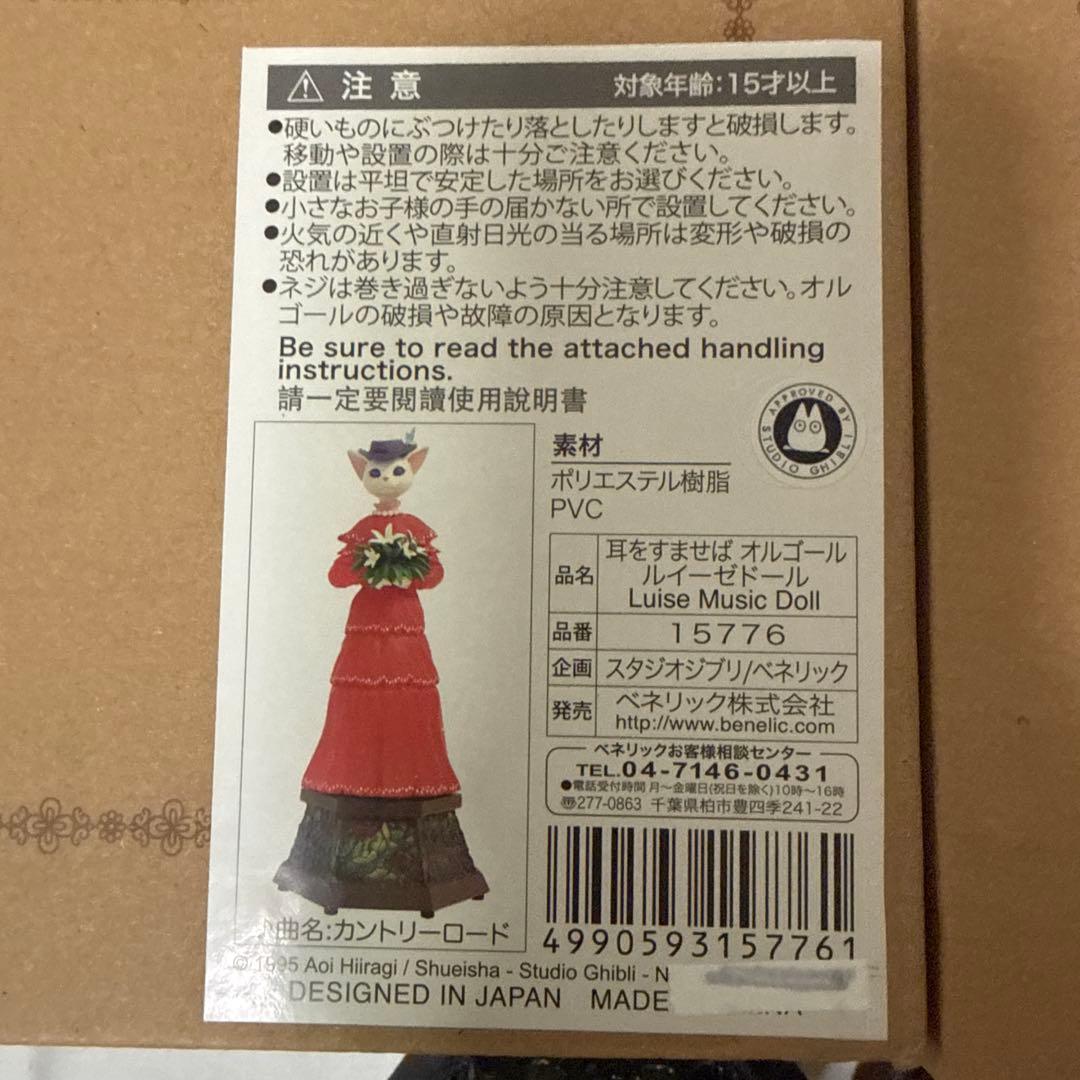 注意 対象年齢:15才以上
●硬いものにぶつけたり落としたりしますと破損します。
移動や設置の際は十分ご注意ください。
●設置は平坦で安定した場所をお選びください。
●小さなお子様の手の届かない所で設置してください。
●火気の近くや直射日光の当る場所は変形や破損の
恐れがあります。
●ネジは巻き過ぎないよう十分注意してください。オル
ゴールの破損や故障の原因となります。
Be sure to read the attached handling
instructions.
請一定要閱讀使用說明書
APPROVED BY
STUDIO GHIBLI
素材
ポリエステル樹脂
PVC
品名 耳をすませば オルゴール
ルイーゼドール
Luise Music Doll
品番 15776
企画 スタジオジブリ/ベネリック
発売 ベネリック株式会社
http://www.benelic.com
ベネリックお客様相談センター
TEL.04-7146-0431
●電話受付時間 月～金曜日(祝日を除く)10時～16時
〠277-0863 千葉県柏市豊四季241-22
曲名:カントリーロード
4990593157761
© 1995 Aoi Hiiragi / Shueisha - Studio Ghibli - N
DESIGNED IN JAPAN MADE